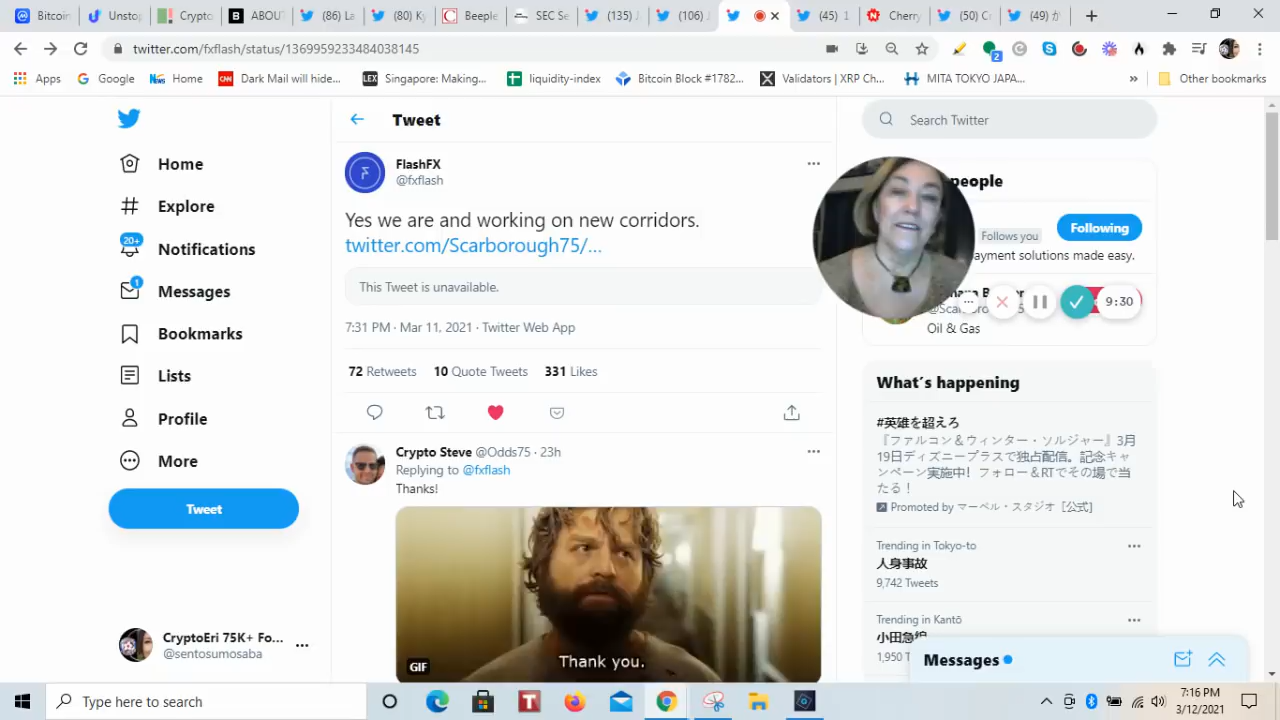 Bitcoi
Unstop
Crypto
ABOUT
(86) La
(80) Ky
Beeple
SEC Se
(135) J
(106) J
(45) 1
Cherry
(50) C
(49) が
twitter.com/fxflash/status/1369959233484038145
Apps
Google
Home
Dark Mail will hide...
Singapore: Making...
liquidity-index
Bitcoin Block #1782...
Validators | XRP Ch...
MITA TOKYO JAPA...
»
Other bookmarks
Home
Explore
20+
Notifications
1
Messages
Bookmarks
Lists
Profile
More
Tweet
CryptoEri 75K+ Fo...
@sentosumosaba
Tweet
FlashFX
@fxflash
Yes we are and working on new corridors.
twitter.com/Scarborough75/...
This Tweet is unavailable.
7:31 PM · Mar 11, 2021 · Twitter Web App
72 Retweets 10 Quote Tweets 331 Likes
Crypto Steve @Odds75 · 23h
Replying to @fxflash
Thanks!
Thank you.
GIF
Search Twitter
people
Follows you
Following
ayment solutions made easy.
9:30
Oil & Gas
What's happening
#英雄を超えろ
『ファルコン＆ウィンター・ソルジャー』3月
19日ディズニープラスで独占配信。記念キャ
ンペーン実施中！フォロー＆RTでその場で当
たる！
Promoted by マーベル・スタジオ［公式］
Trending in Tokyo-to
人身事故
9,742 Tweets
Trending in Kantō
小田急線
1,950 T
Messages
Type here to search
7:16 PM
3/12/2021